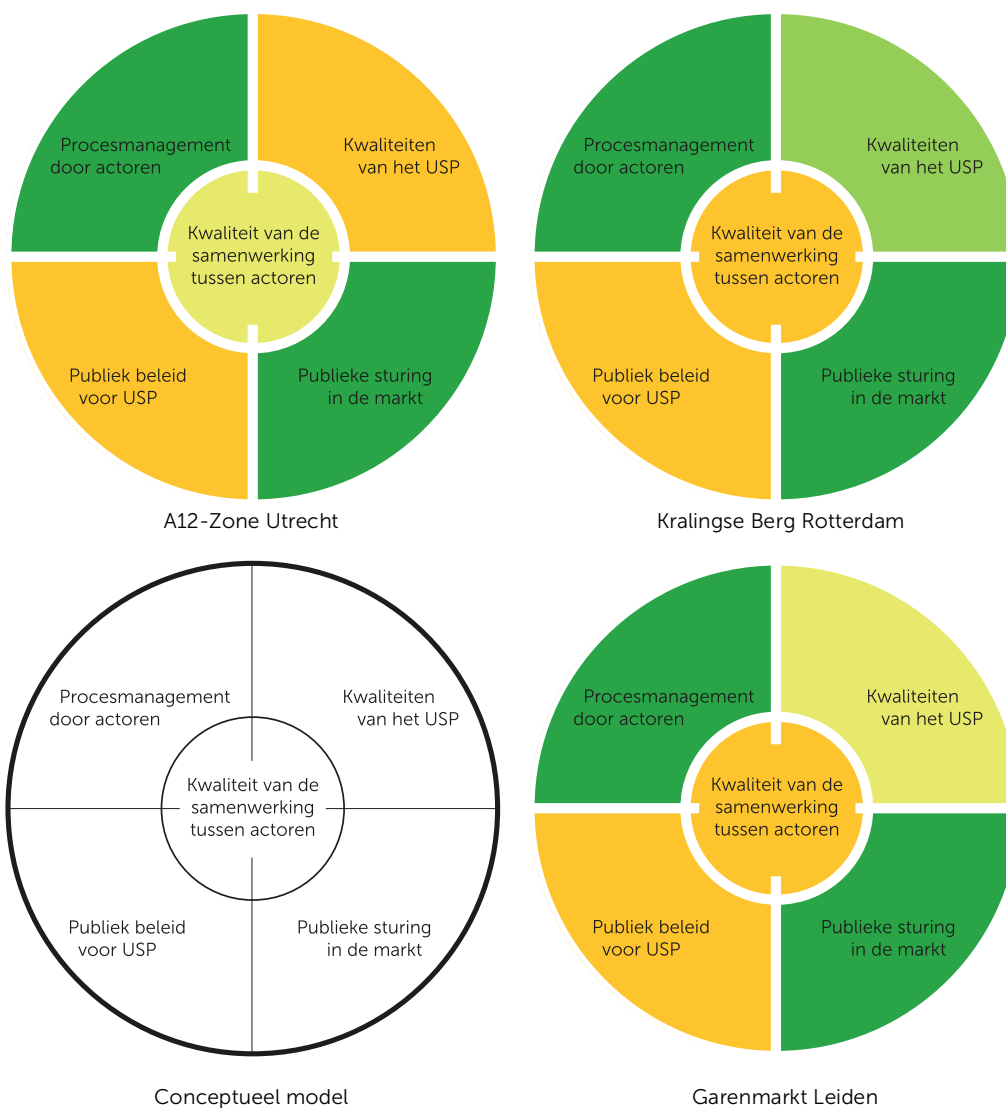 Procesmanagement
door actoren
Kwaliteiten
van het USP
Kwaliteit van de
samenwerking
tussen actoren
Publiek beleid
voor USP
Publieke sturing
in de markt
A12-Zone Utrecht
Procesmanagement
door actoren
Kwaliteiten
van het USP
Kwaliteit van de
samenwerking
tussen actoren
Publiek beleid
voor USP
Publieke sturing
in de markt
Kralingse Berg Rotterdam
Procesmanagement
door actoren
Kwaliteiten
van het USP
Kwaliteit van de
samenwerking
tussen actoren
Publiek beleid
voor USP
Publieke sturing
in de markt
Conceptueel model
Procesmanagement
door actoren
Kwaliteiten
van het USP
Kwaliteit van de
samenwerking
tussen actoren
Publiek beleid
voor USP
Publieke sturing
in de markt
Garenmarkt Leiden